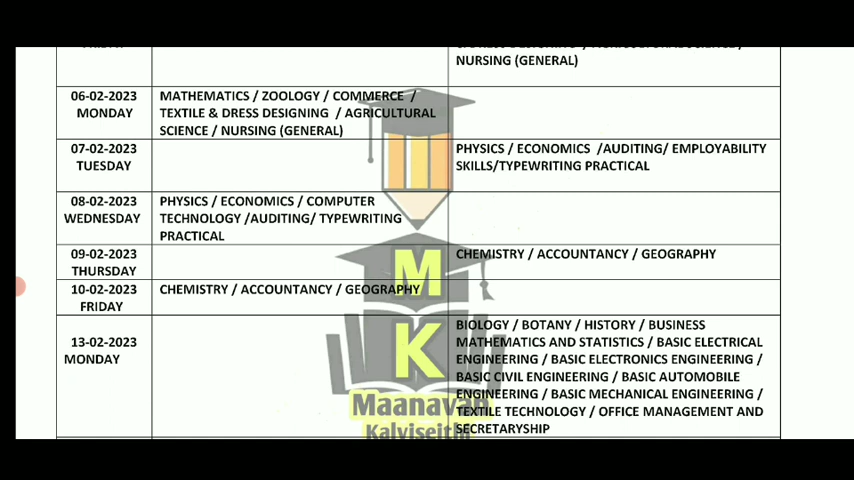 NURSING (GENERAL)
06-02-2023
MONDAY
MATHEMATICS / ZOOLOGY / COMMERCE /
TEXTILE & DRESS DESIGNING / AGRICULTURAL
SCIENCE / NURSING (GENERAL)
07-02-2023
TUESDAY
PHYSICS / ECONOMICS /AUDITING/ EMPLOYABILITY
SKILLS/TYPEWRITING PRACTICAL
08-02-2023
WEDNESDAY
PHYSICS / ECONOMICS / COMPUTER
TECHNOLOGY /AUDITING/ TYPEWRITING
PRACTICAL
09-02-2023
THURSDAY
CHEMISTRY / ACCOUNTANCY / GEOGRAPHY
10-02-2023
FRIDAY
CHEMISTRY / ACCOUNTANCY / GEOGRAPHY
13-02-2023
MONDAY
BIOLOGY / BOTANY / HISTORY / BUSINESS
MATHEMATICS AND STATISTICS / BASIC ELECTRICAL
ENGINEERING / BASIC ELECTRONICS ENGINEERING /
BASIC CIVIL ENGINEERING / BASIC AUTOMOBILE
ENGINEERING / BASIC MECHANICAL ENGINEERING /
TEXTILE TECHNOLOGY / OFFICE MANAGEMENT AND
SECRETARYSHIP
M
K
Maanavan
Kalviseithi